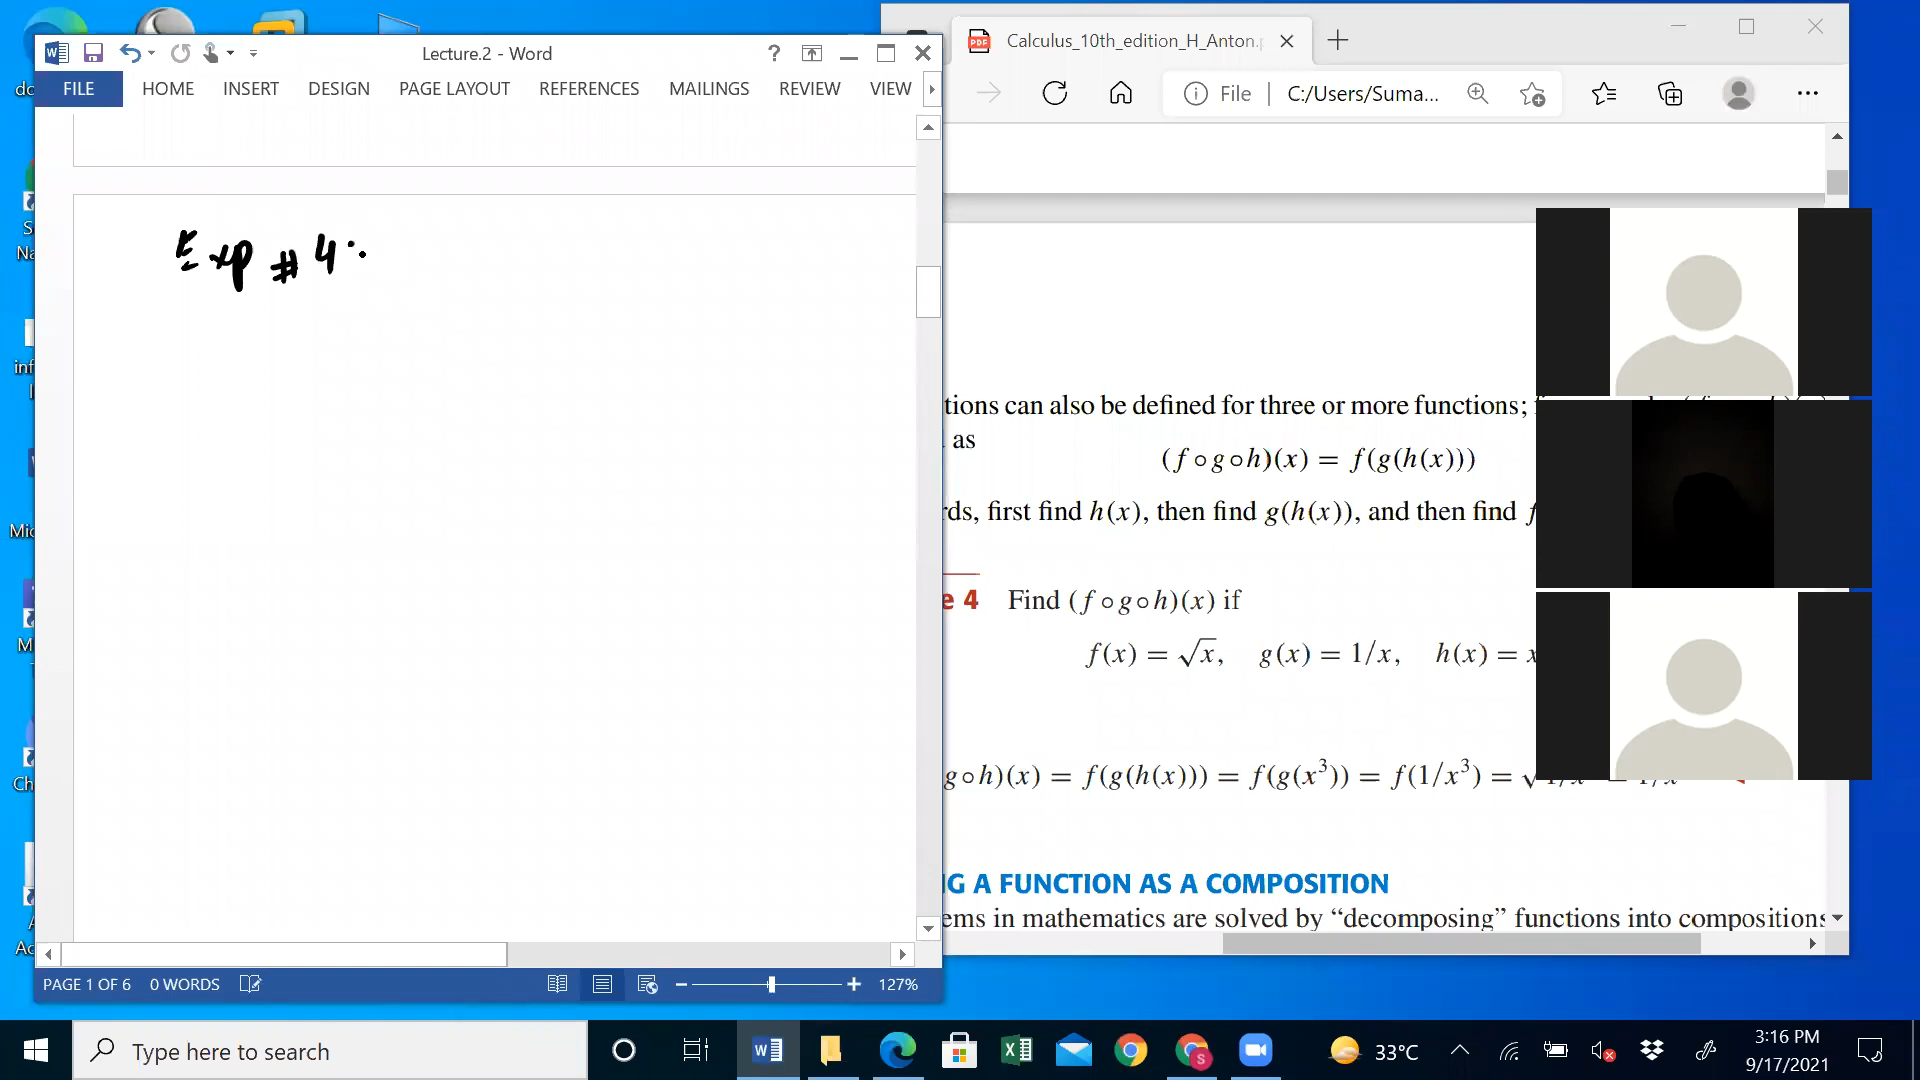 Lecture.2 - Word
FILE HOME INSERT DESIGN PAGE LAYOUT REFERENCES MAILINGS REVIEW VIEW
Exp # 4:
PAGE 1 OF 6 0 WORDS 127%
Calculus_10th_edition_H_Anton.p
File C:/Users/Suma...
tions can also be defined for three or more functions;
as
(f∘g∘h)(x) = f(g(h(x)))
rds, first find h(x), then find g(h(x)), and then find f
e 4 Find (f∘g∘h)(x) if
f(x) = √x, g(x) = 1/x, h(x) = x
g∘h)(x) = f(g(h(x))) = f(g(x³)) = f(1/x³) =
G A FUNCTION AS A COMPOSITION
ems in mathematics are solved by “decomposing” functions into compositions
Type here to search
33°C
3:16 PM
9/17/2021